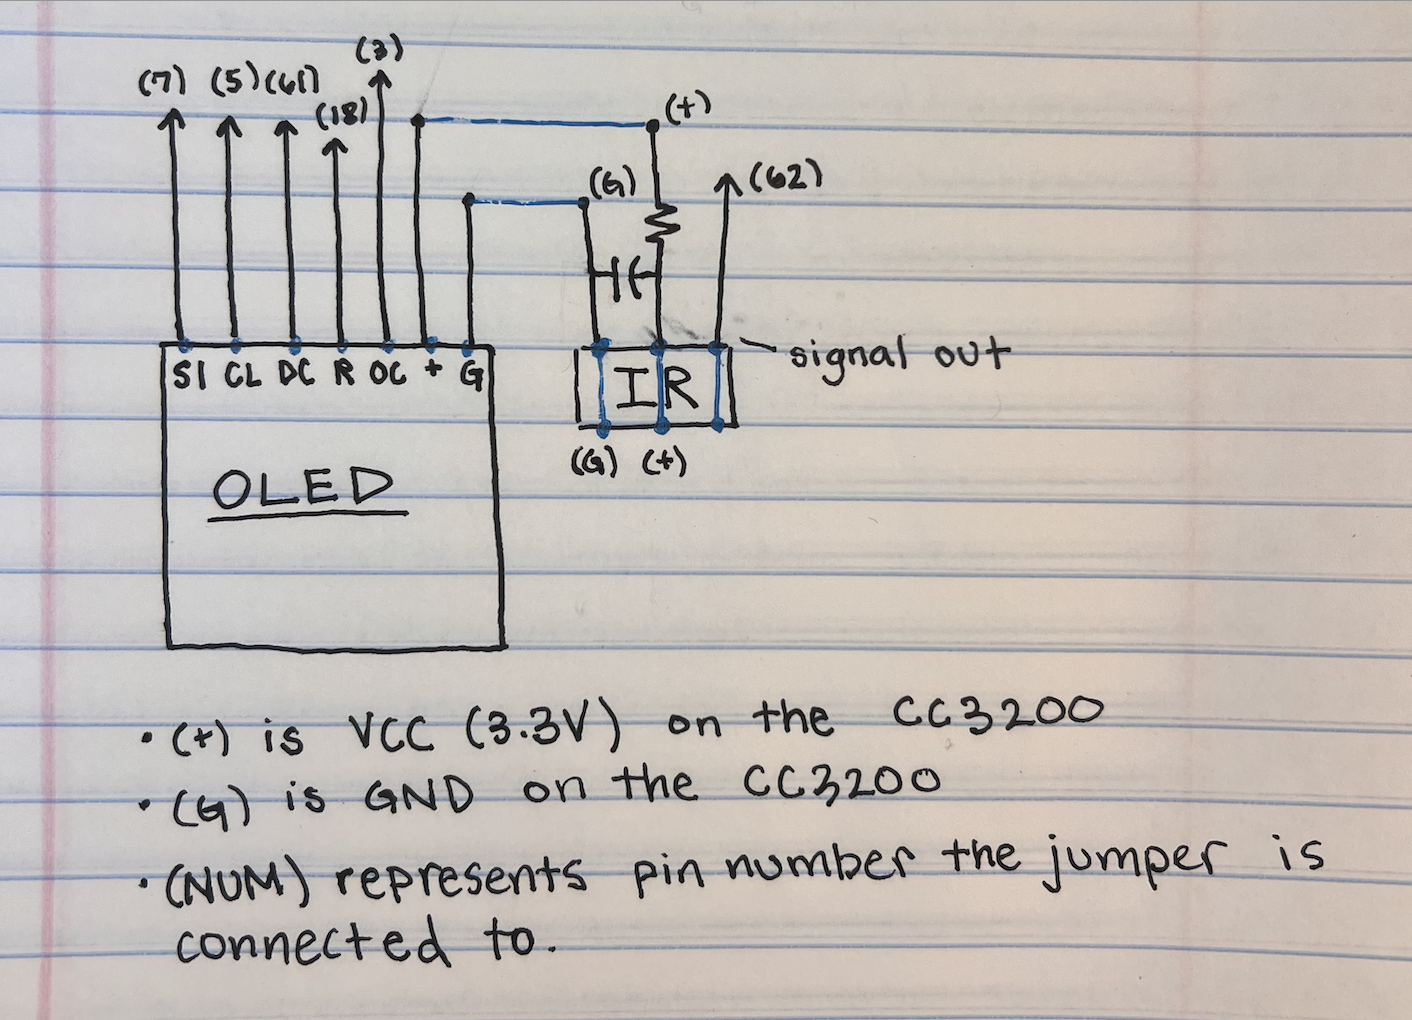 (3)
(7) (5) (61)
(18) (+)
(G) (62)
signal out
SI CL DC R OC + G
IR
(G) (+)
OLED
• (+) is VCC (3.3V) on the CC3200
• (G) is GND on the CC3200
• (NUM) represents pin number the jumper is
connected to.